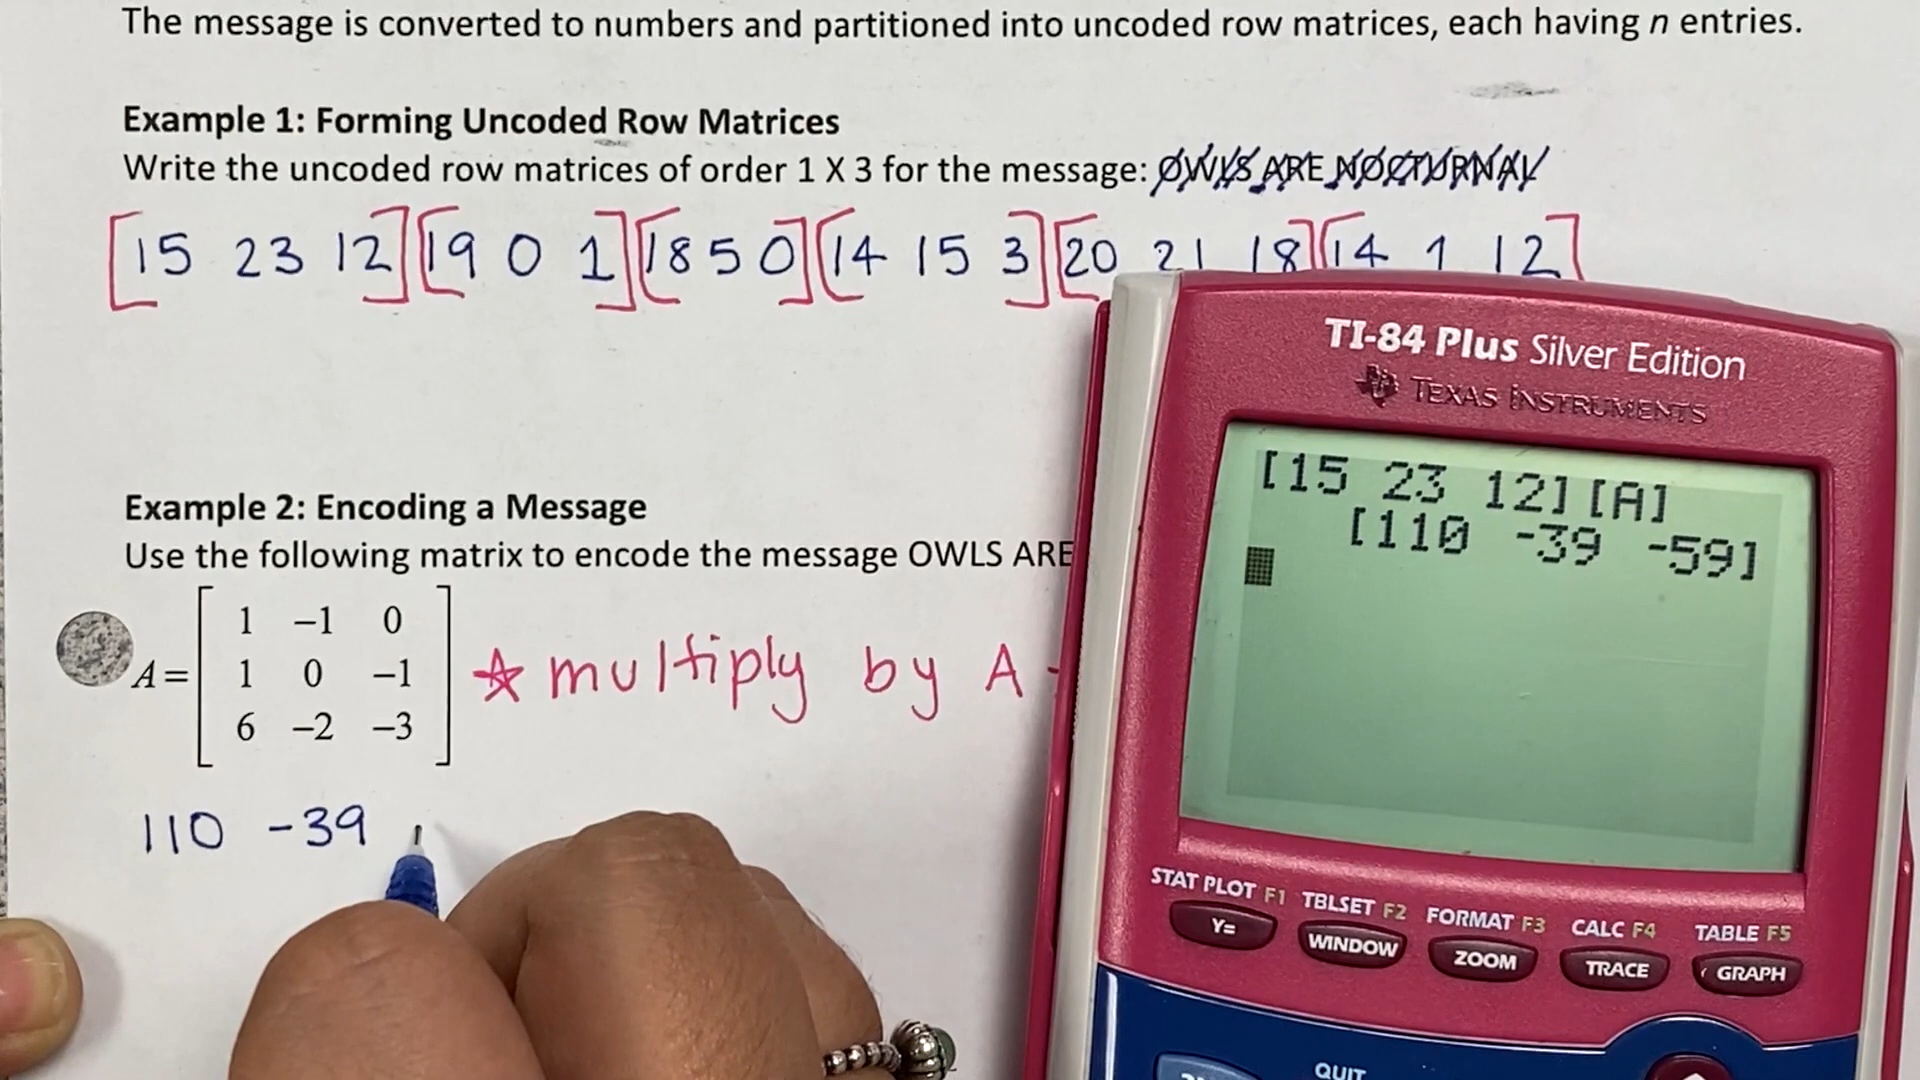 The message is converted to numbers and partitioned into uncoded row matrices, each having n entries.
Example 1: Forming Uncoded Row Matrices
Write the uncoded row matrices of order 1 X 3 for the message: OWLS ARE NOCTURNAL
[15 23 12] [19 0 1] [18 5 0] [14 15 3] [20 21 18] [14 1 12]
Example 2: Encoding a Message
Use the following matrix to encode the message OWLS ARE
1 −1 0
A = 1 0 −1
6 −2 −3
☆ multiply by A -
110 -39
TI-84 Plus Silver Edition
TEXAS INSTRUMENTS
[15 23 12][A]
[110 -39 -59]
STAT PLOT F1 TBLSET F2 FORMAT F3 CALC F4 TABLE F5
Y= WINDOW ZOOM TRACE GRAPH
QUIT